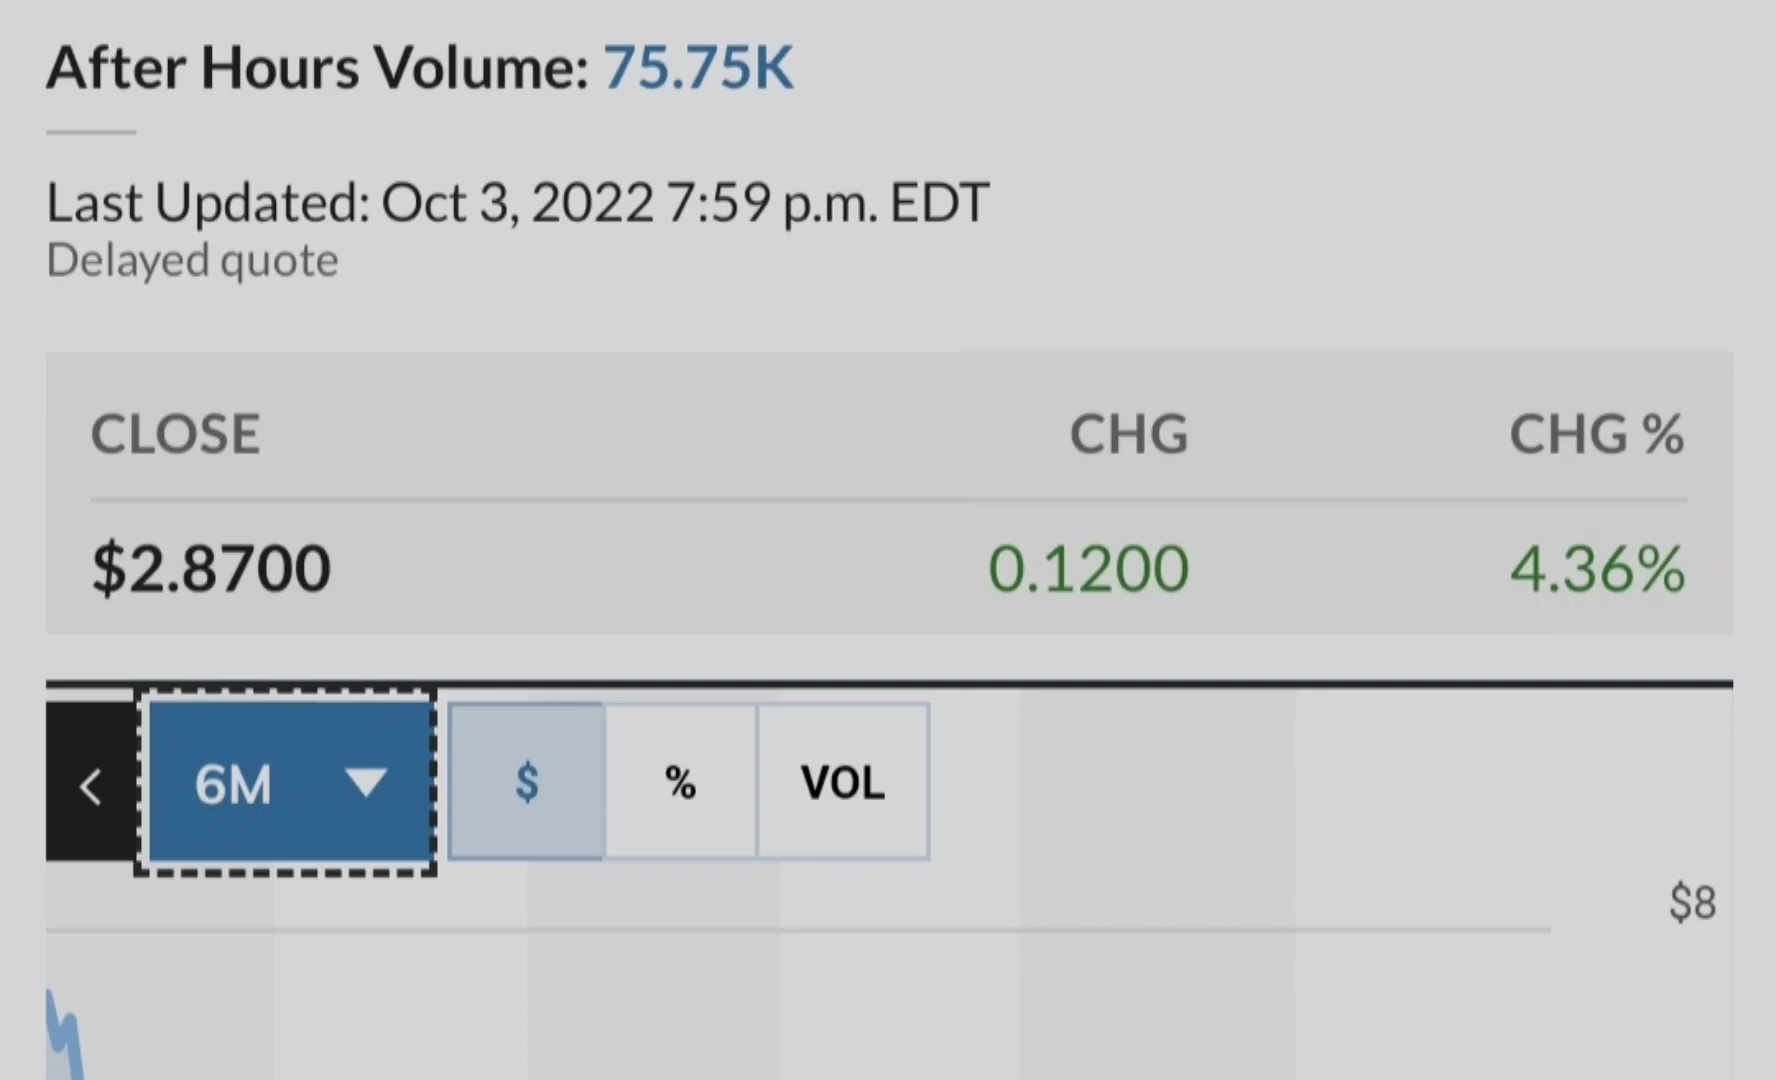 After Hours Volume: 75.75K
Last Updated: Oct 3, 2022 7:59 p.m. EDT
Delayed quote
CLOSE CHG CHG %
$2.8700 0.1200 4.36%
6M $ % VOL
$8